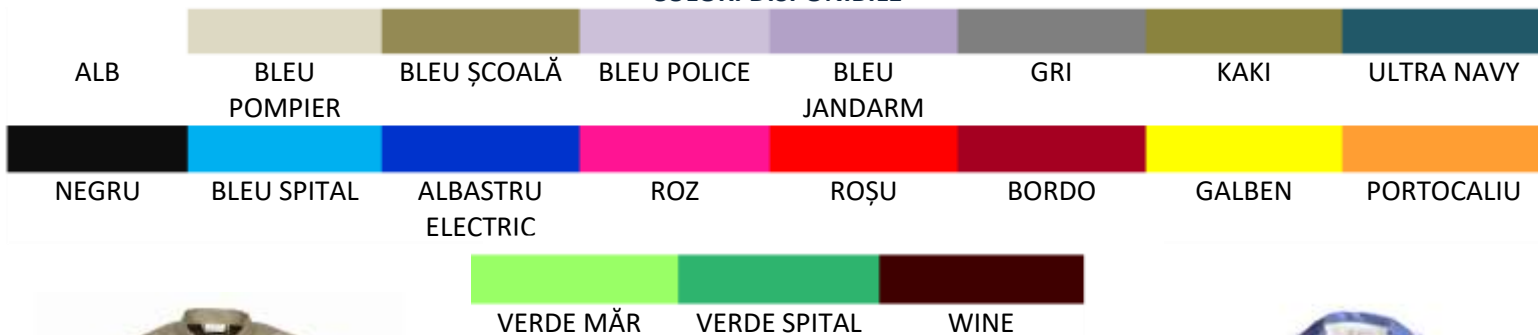 ALB BLEU POMPIER BLEU ȘCOALĂ BLEU POLICE BLEU JANDARM GRI KAKI ULTRA NAVY
NEGRU BLEU SPITAL ALBASTRU ELECTRIC ROZ ROȘU BORDO GALBEN PORTOCALIU
VERDE MĂR VERDE SPITAL WINE